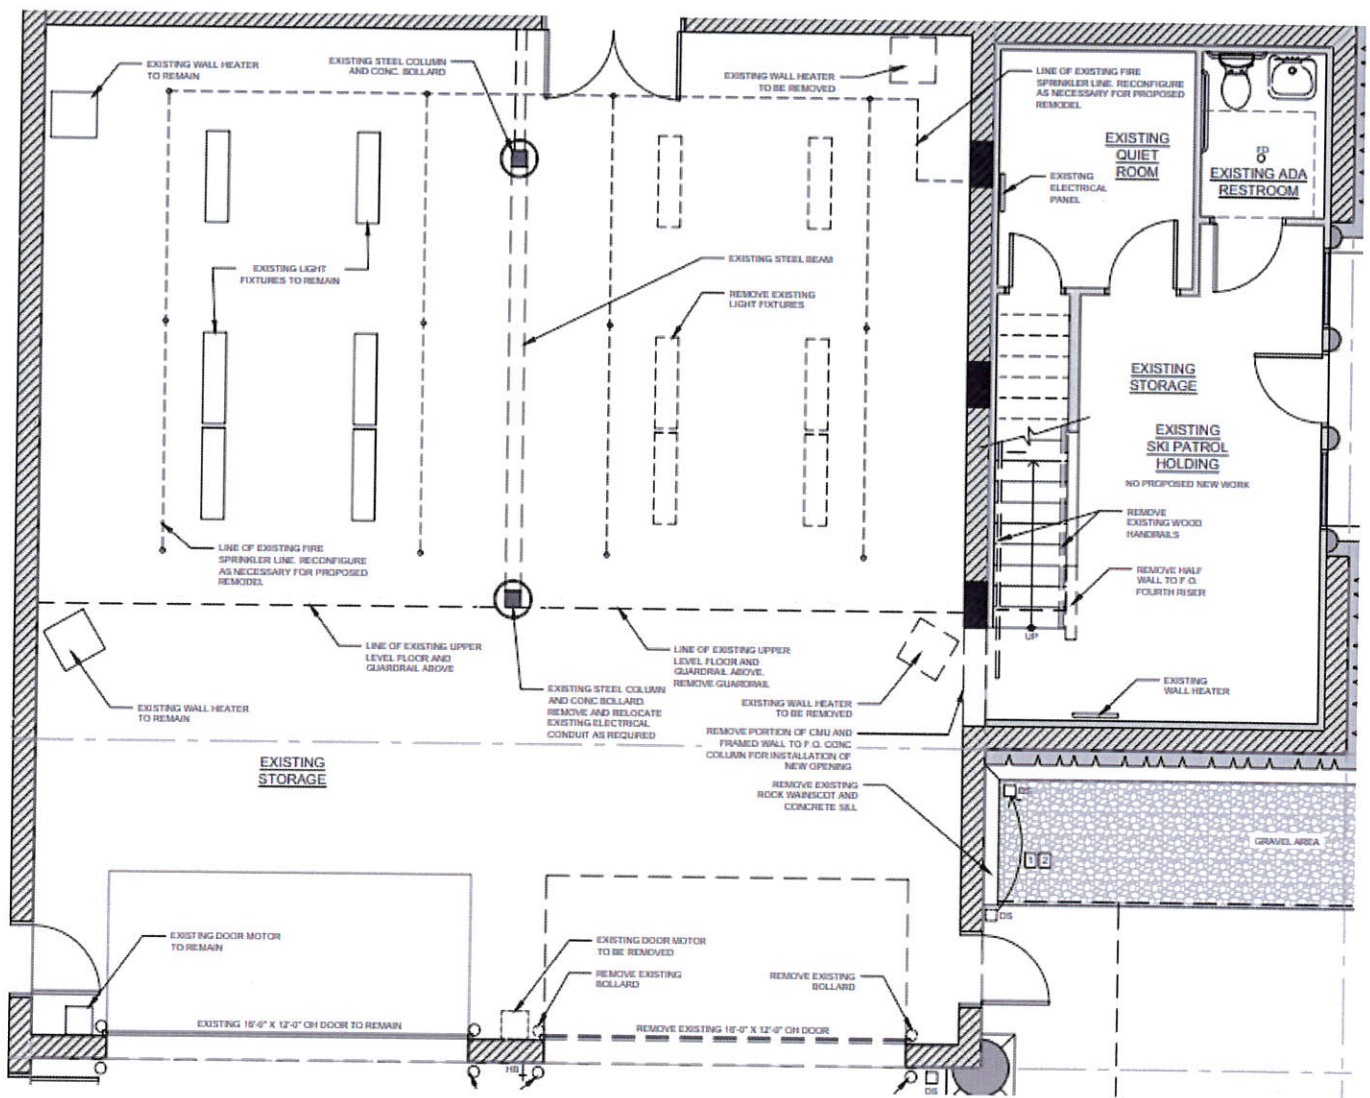 EXISTING WALL HEATER
TO REMAIN
EXISTING STEEL COLUMN
AND CONC. BOLLARD
EXISTING WALL HEATER
TO BE REMOVED
LINE OF EXISTING FIRE
SPRINKLER LINE. RECONFIGURE
AS NECESSARY FOR PROPOSED
REMODEL
EXISTING
QUIET
ROOM
EXISTING
ELECTRICAL
PANEL
FD
EXISTING ADA
RESTROOM
EXISTING LIGHT
FIXTURES TO REMAIN
EXISTING STEEL BEAM
REMOVE EXISTING
LIGHT FIXTURES
EXISTING
STORAGE
EXISTING
SKI PATROL
HOLDING
NO PROPOSED NEW WORK
REMOVE
EXISTING WOOD
HANDRAILS
LINE OF EXISTING FIRE
SPRINKLER LINE. RECONFIGURE
AS NECESSARY FOR PROPOSED
REMODEL
REMOVE HALF
WALL TO F.O.
FOURTH RISER
UP
LINE OF EXISTING UPPER
LEVEL FLOOR AND
GUARDRAIL ABOVE
LINE OF EXISTING UPPER
LEVEL FLOOR AND
GUARDRAIL ABOVE.
REMOVE GUARDRAIL
EXISTING WALL HEATER
TO REMAIN
EXISTING STEEL COLUMN
AND CONC BOLLARD.
REMOVE AND RELOCATE
EXISTING ELECTRICAL
CONDUIT AS REQUIRED
EXISTING WALL HEATER
TO BE REMOVED
EXISTING
WALL HEATER
REMOVE PORTION OF CMU AND
FRAMED WALL TO F.O. CONC
COLUMN FOR INSTALLATION OF
NEW OPENING
EXISTING
STORAGE
REMOVE EXISTING
ROCK WAINSCOT AND
CONCRETE SILL
DS
GRAVEL AREA
1 2
DS
EXISTING DOOR MOTOR
TO REMAIN
EXISTING DOOR MOTOR
TO BE REMOVED
REMOVE EXISTING
BOLLARD
REMOVE EXISTING
BOLLARD
EXISTING 16'-0" X 12'-0" OH DOOR TO REMAIN
REMOVE EXISTING 16'-0" X 12'-0" OH DOOR
HB
DS